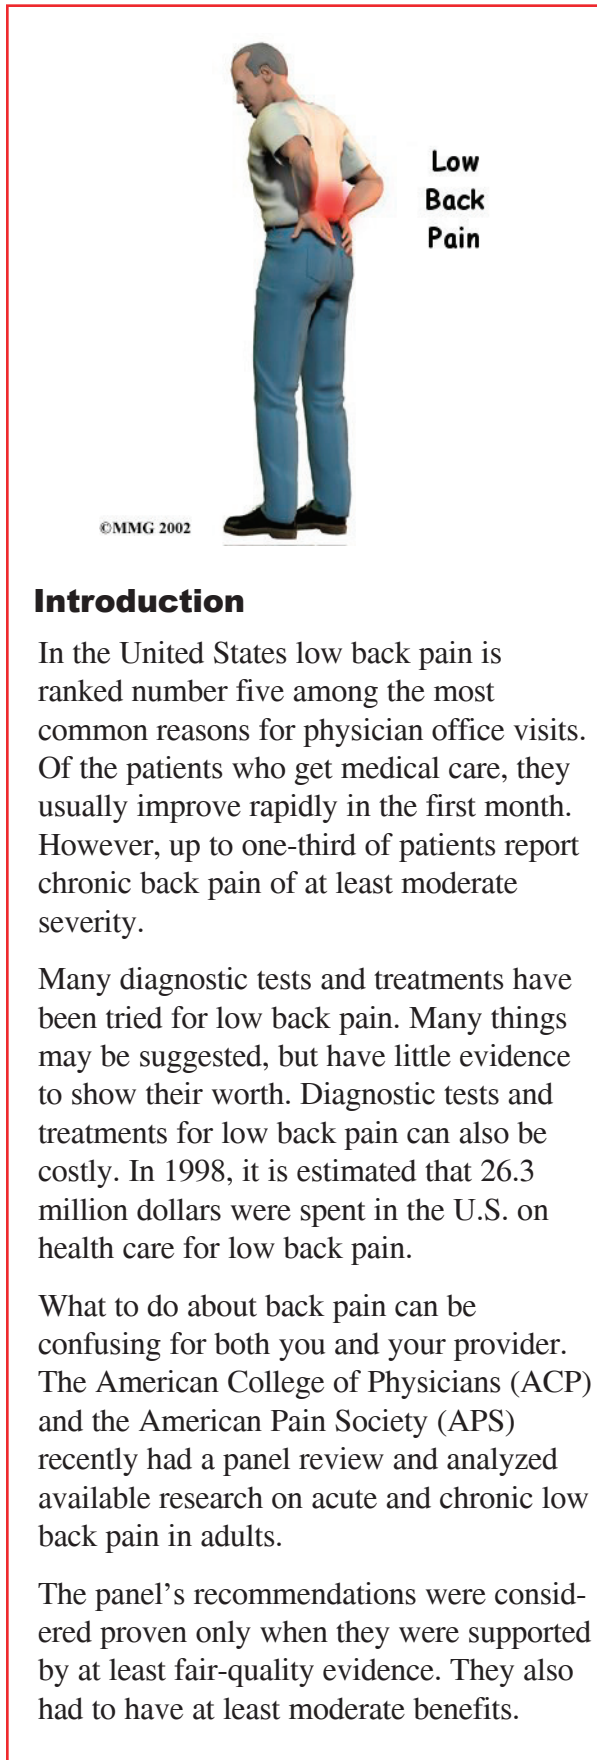 Low
Back
Pain
©MMG 2002
Introduction
In the United States low back pain is
ranked number five among the most
common reasons for physician office visits.
Of the patients who get medical care, they
usually improve rapidly in the first month.
However, up to one-third of patients report
chronic back pain of at least moderate
severity.
Many diagnostic tests and treatments have
been tried for low back pain. Many things
may be suggested, but have little evidence
to show their worth. Diagnostic tests and
treatments for low back pain can also be
costly. In 1998, it is estimated that 26.3
million dollars were spent in the U.S. on
health care for low back pain.
What to do about back pain can be
confusing for both you and your provider.
The American College of Physicians (ACP)
and the American Pain Society (APS)
recently had a panel review and analyzed
available research on acute and chronic low
back pain in adults.
The panel’s recommendations were consid-
ered proven only when they were supported
by at least fair-quality evidence. They also
had to have at least moderate benefits.